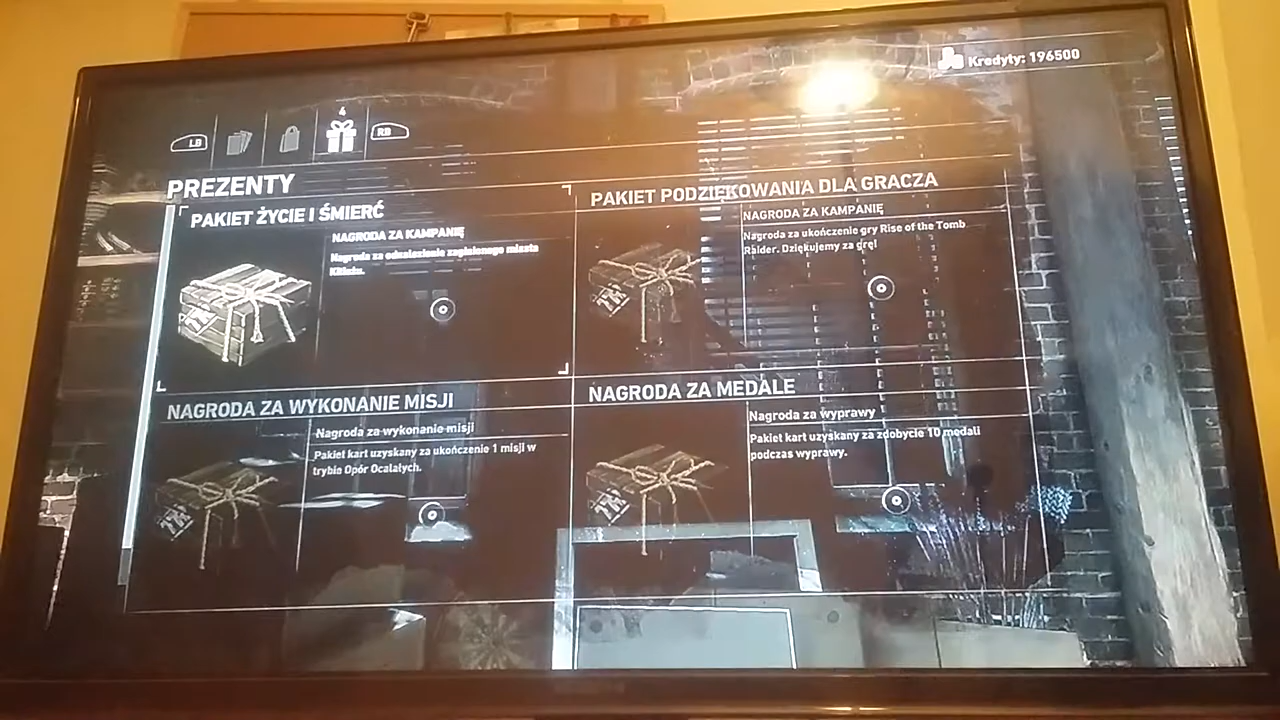 Kredyty: 196500
4
LB
RB
PREZENTY
PAKIET ŻYCIE I ŚMIERĆ
NAGRODA ZA KAMPANIĘ
Nagroda za odnalezienie zaginionego miasta
Kitieżu.
PAKIET PODZIĘKOWANIA DLA GRACZA
NAGRODA ZA KAMPANIĘ
Nagroda za ukończenie gry Rise of the Tomb
Raider. Dziękujemy za grę!
NAGRODA ZA WYKONANIE MISJI
Nagroda za wykonanie misji
Pakiet kart uzyskany za ukończenie 1 misji w
trybie Opór Ocalałych.
NAGRODA ZA MEDALE
Nagroda za wyprawy
Pakiet kart uzyskany za zdobycie 10 medali
podczas wyprawy.